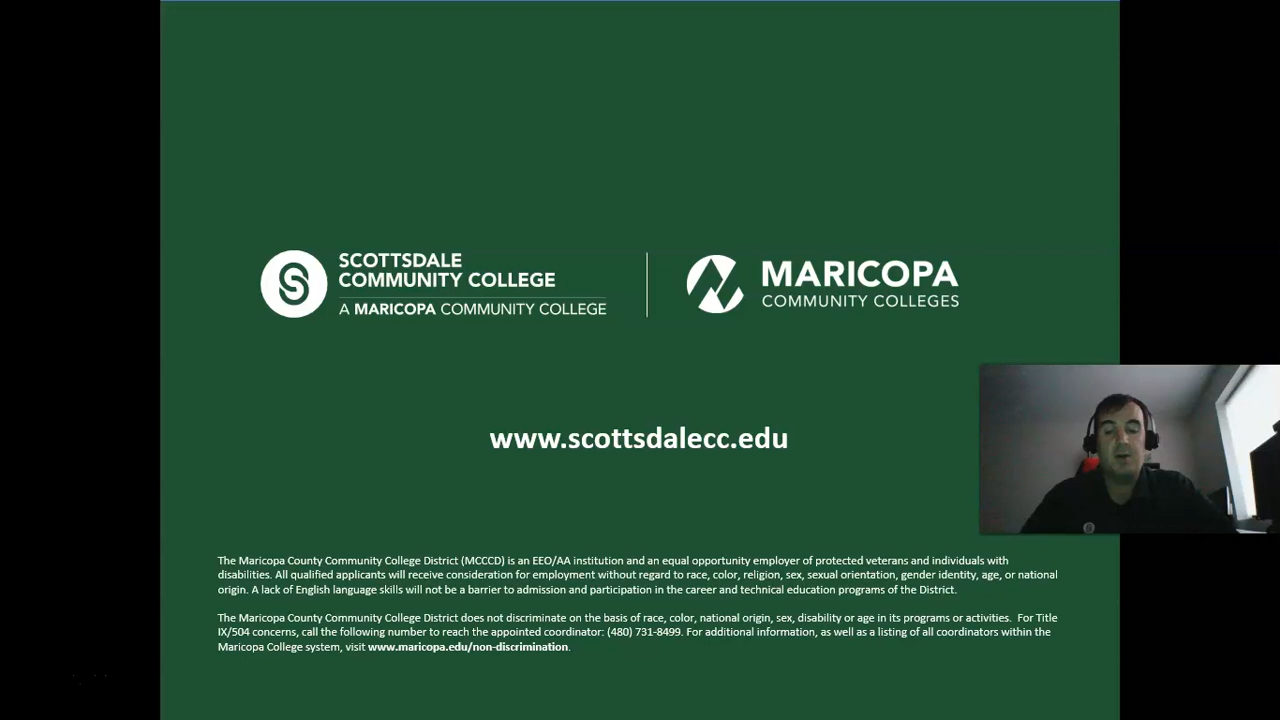 SCOTTSDALE
COMMUNITY COLLEGE
A MARICOPA COMMUNITY COLLEGE
MARICOPA
COMMUNITY COLLEGES
www.scottsdalecc.edu
The Maricopa County Community College District (MCCCD) is an EEO/AA institution and an equal opportunity employer of protected veterans and individuals with
disabilities. All qualified applicants will receive consideration for employment without regard to race, color, religion, sex, sexual orientation, gender identity, age, or national
origin. A lack of English language skills will not be a barrier to admission and participation in the career and technical education programs of the District.
The Maricopa County Community College District does not discriminate on the basis of race, color, national origin, sex, disability or age in its programs or activities. For Title
IX/504 concerns, call the following number to reach the appointed coordinator: (480) 731-8499. For additional information, as well as a listing of all coordinators within the
Maricopa College system, visit www.maricopa.edu/non-discrimination.